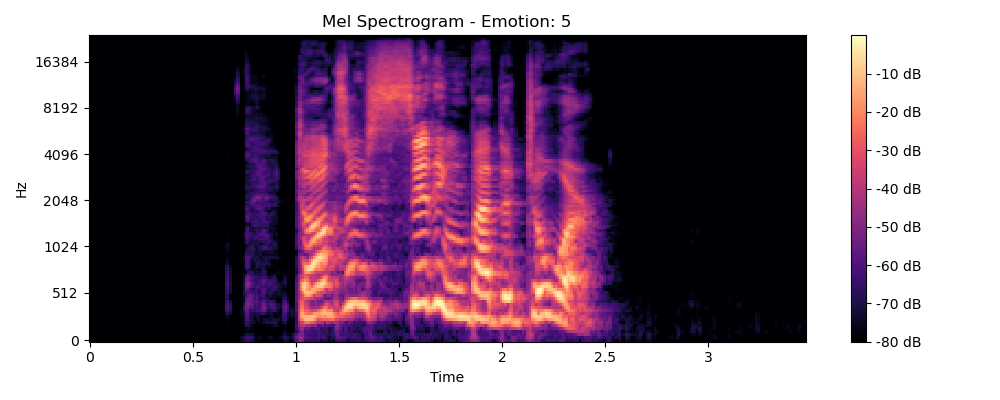 Mel Spectrogram - Emotion: 5
Hz
16384
8192
4096
2048
1024
512
0
0 0.5 1 1.5 2 2.5 3
Time
-10 dB
-20 dB
-30 dB
-40 dB
-50 dB
-60 dB
-70 dB
-80 dB